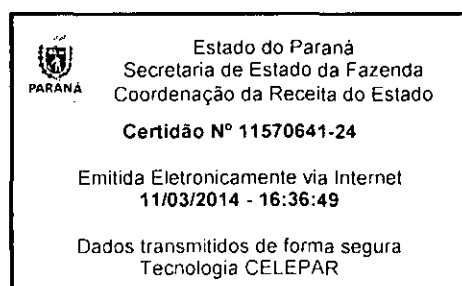 Estado do Paraná
Secretaria de Estado da Fazenda
PARANÁ
Coordenação da Receita do Estado
Certidão Nº 11570641-24
Emitida Eletronicamente via Internet
11/03/2014 - 16:36:49
Dados transmitidos de forma segura
Tecnologia CELEPAR